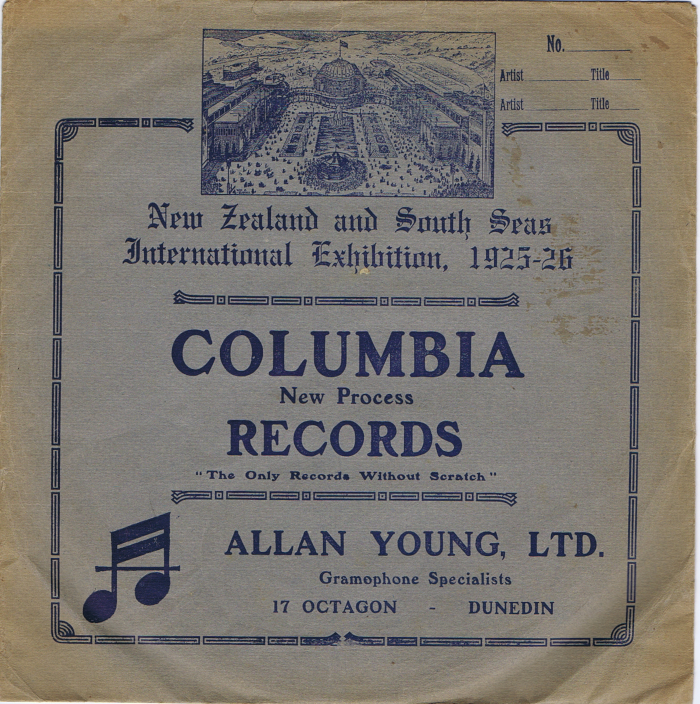 No.
Artist Title
Artist Title
New Zealand and South Seas
International Exhibition, 1925-26
COLUMBIA
New Process
RECORDS
"The Only Records Without Scratch"
ALLAN YOUNG, LTD.
Gramophone Specialists
17 OCTAGON - DUNEDIN